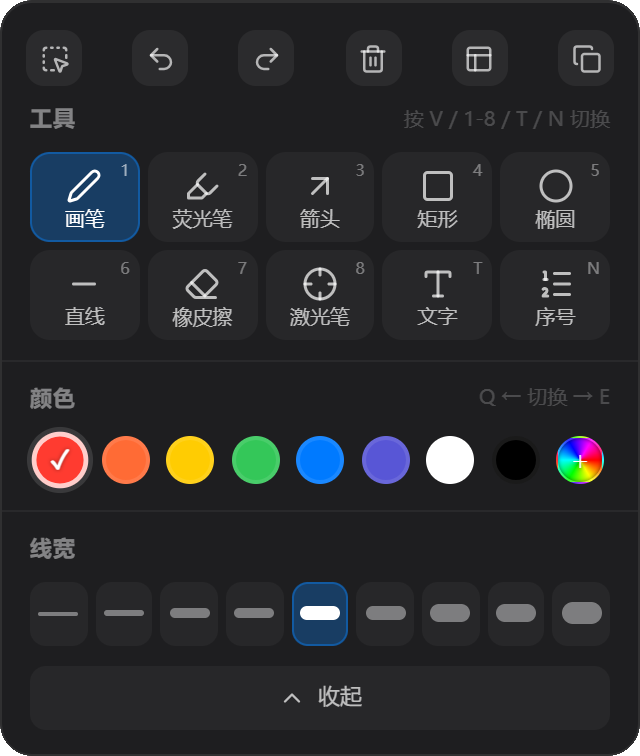 工具 按 V / 1-8 / T / N 切换
1 2 3 4 5
画笔 荧光笔 箭头 矩形 椭圆
6 7 8 T N
直线 橡皮擦 激光笔 文字 序号
颜色 Q ← 切换 → E
线宽
收起